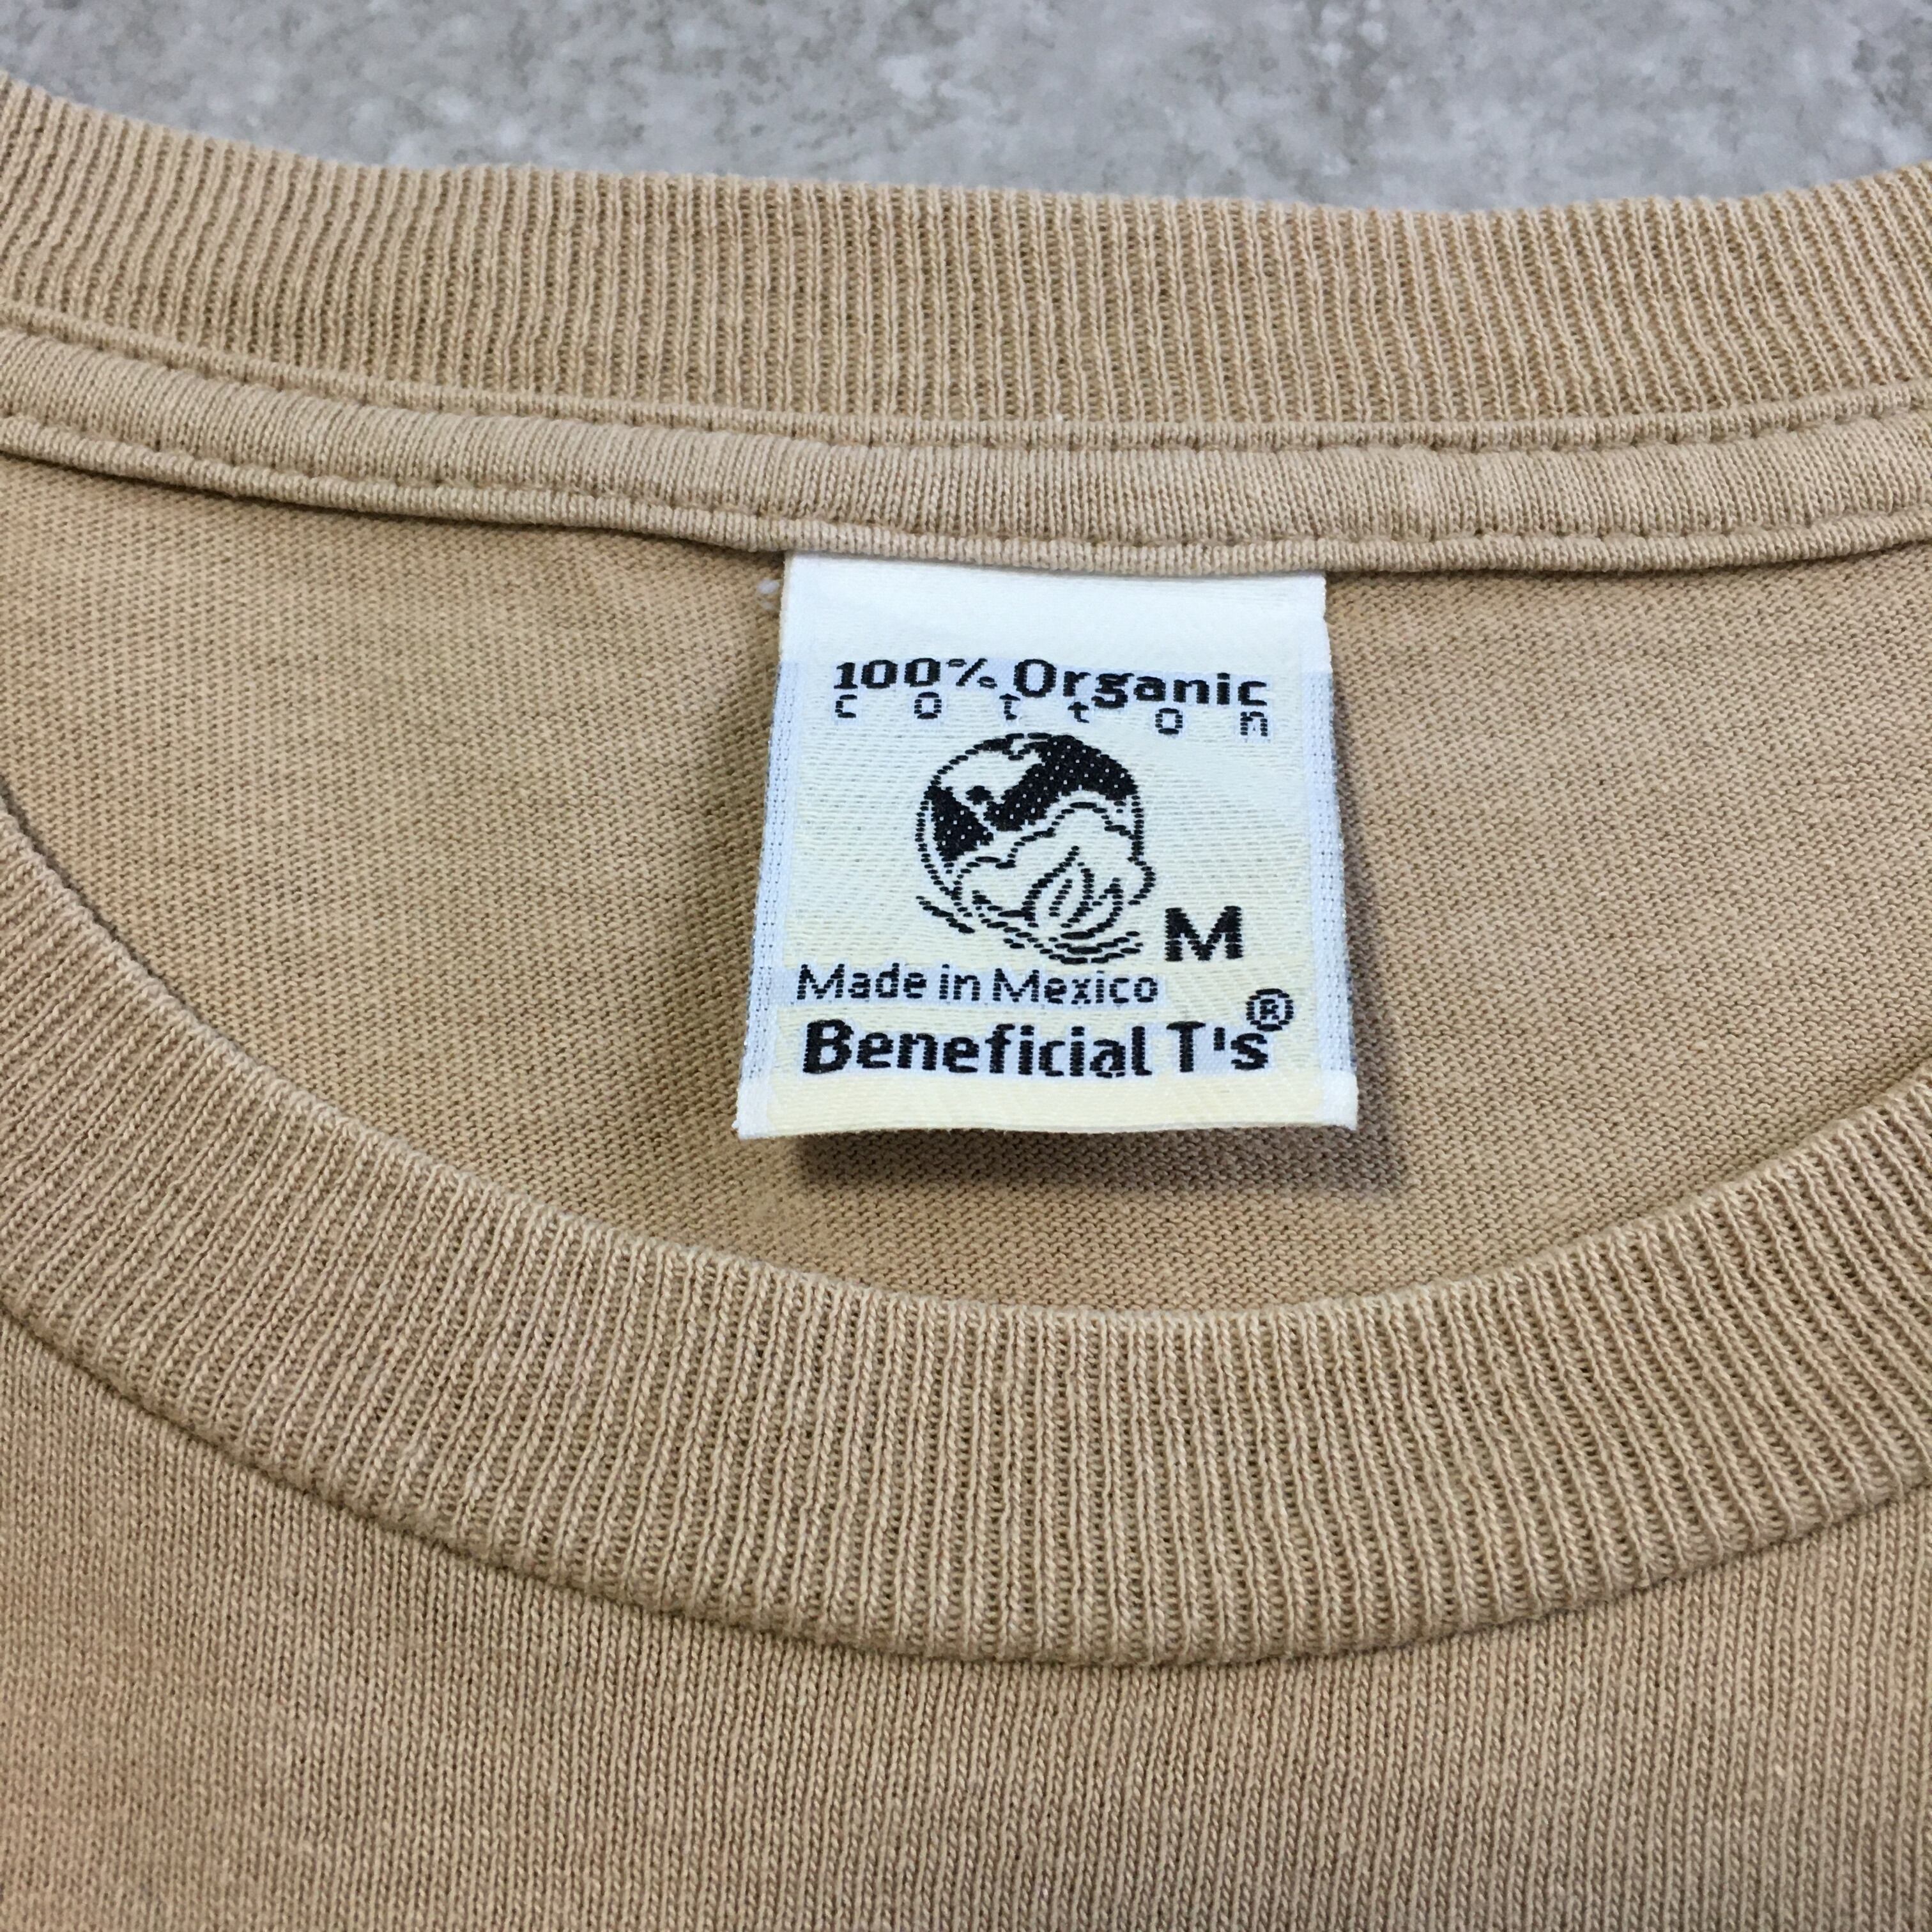 100% Organic
cotton
M
Made in Mexico
Beneficial T's®